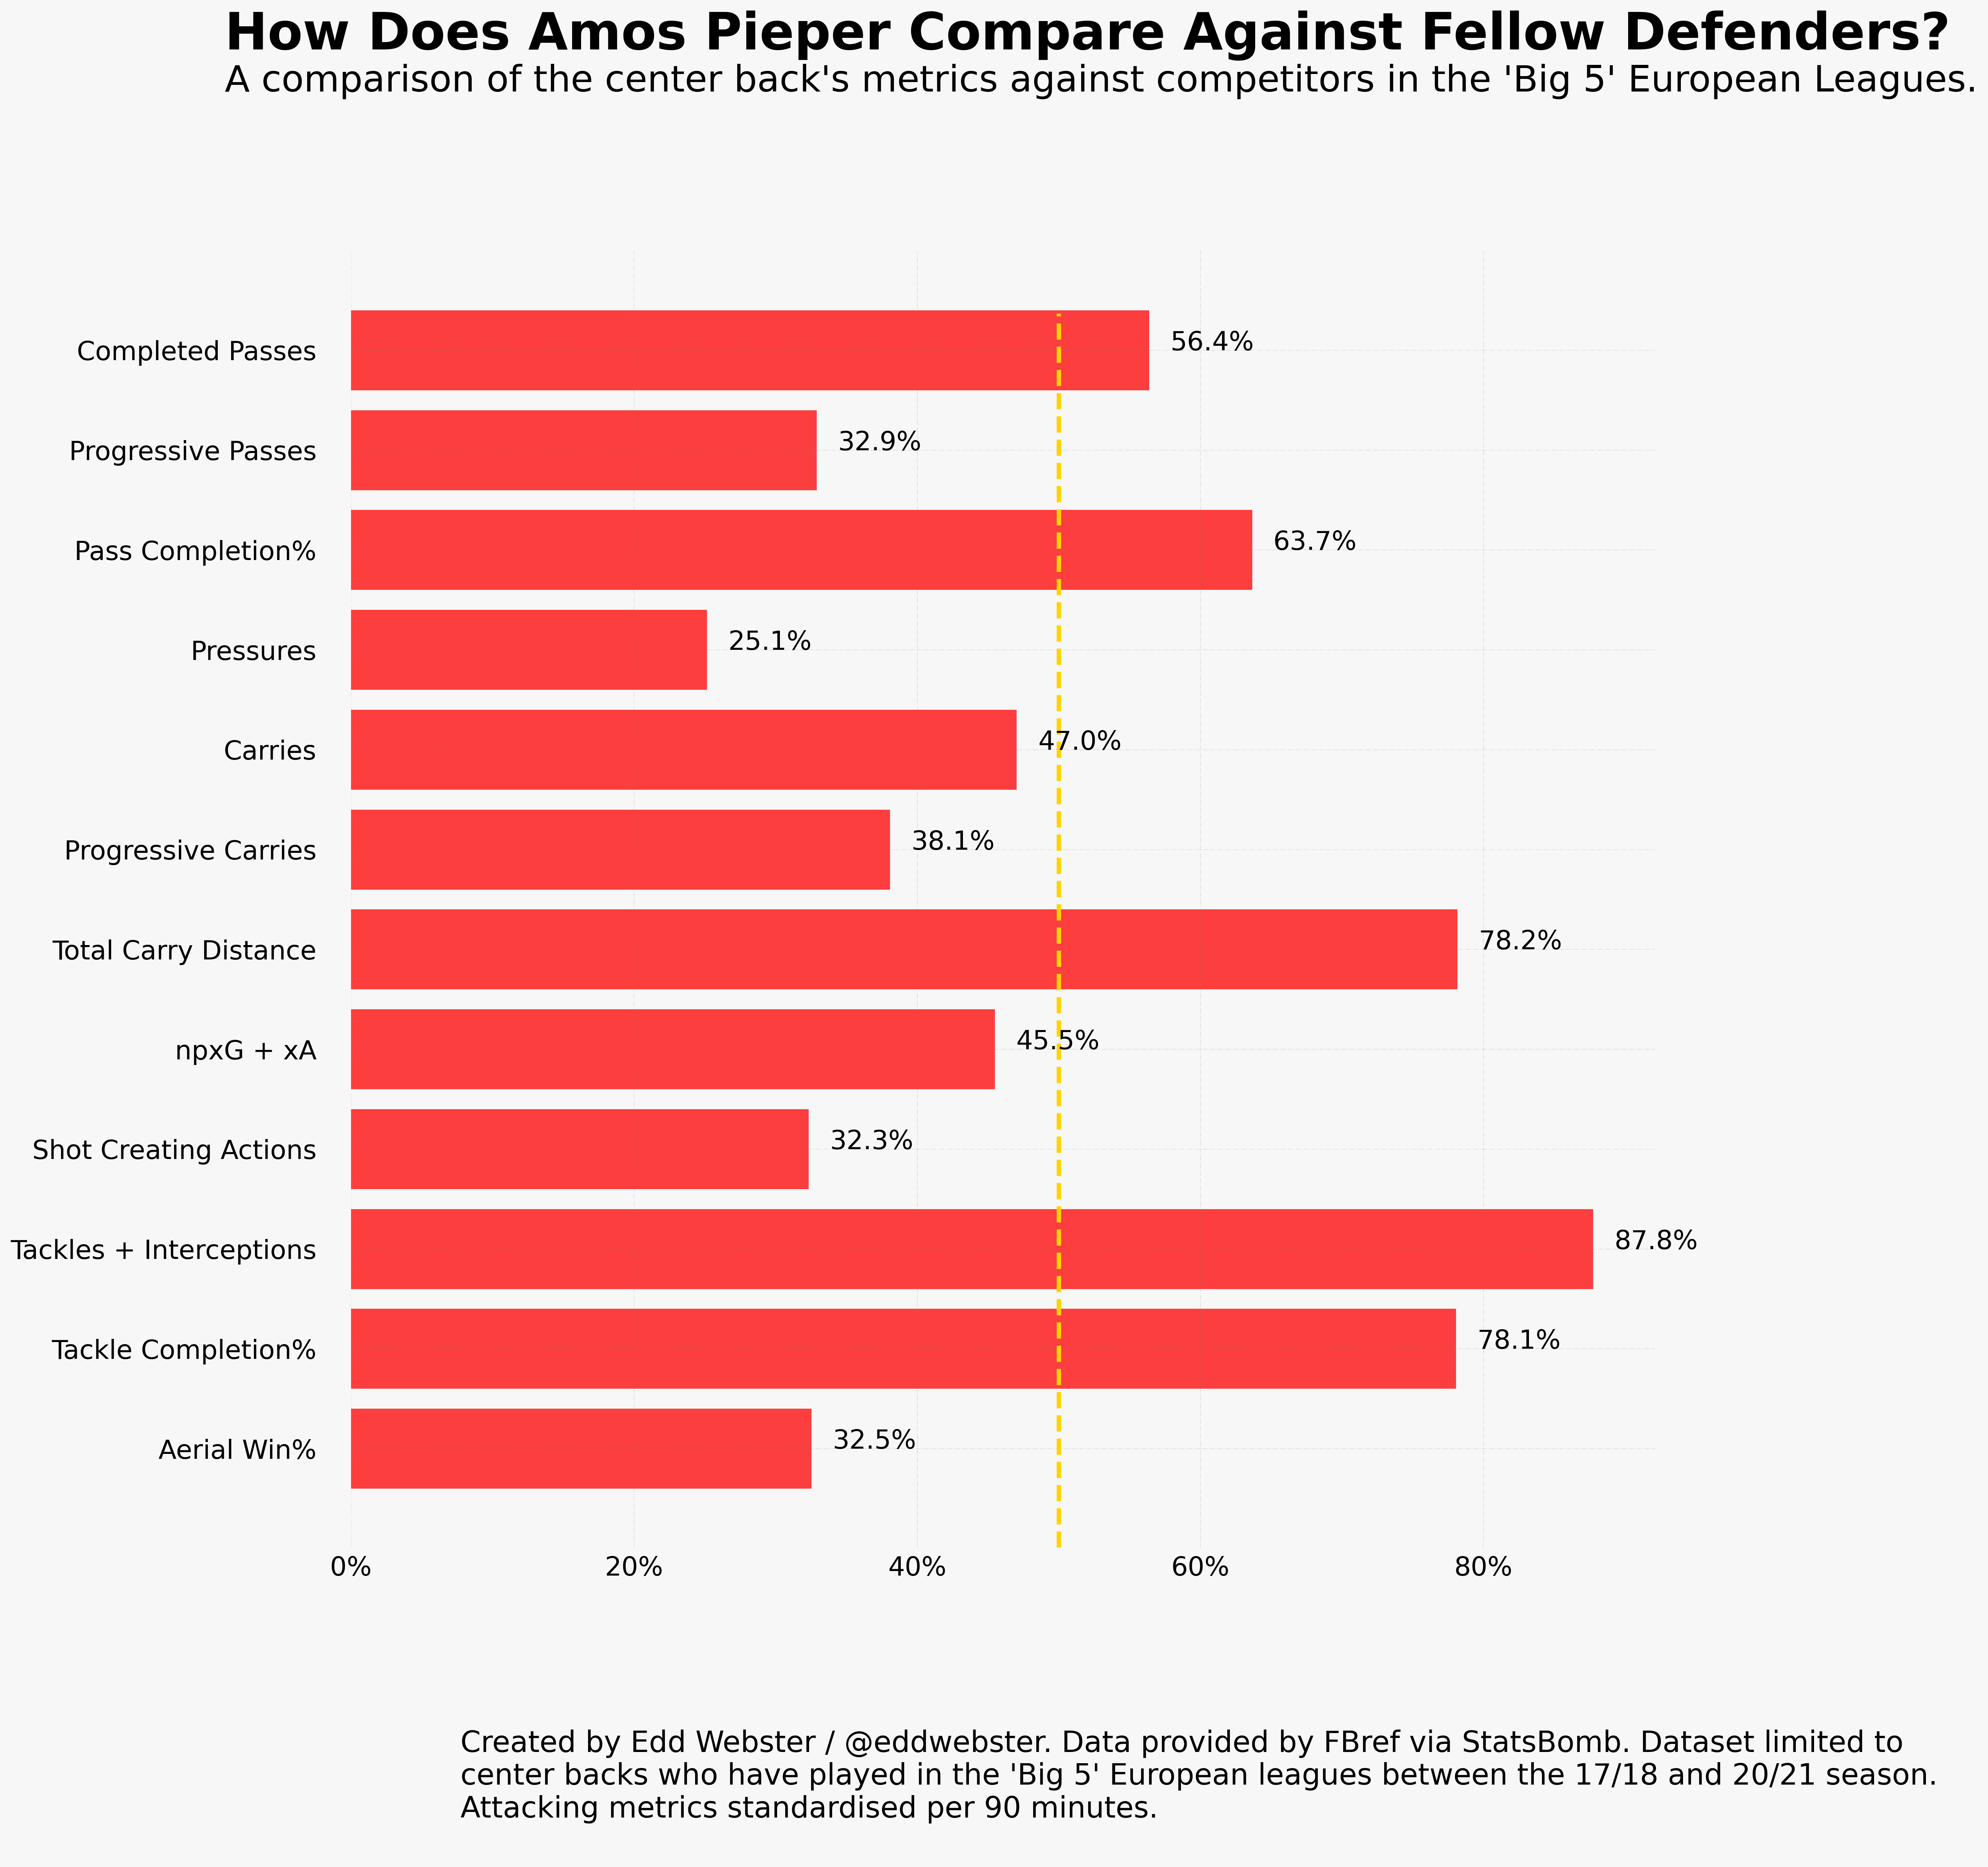 How Does Amos Pieper Compare Against Fellow Defenders?
A comparison of the center back's metrics against competitors in the 'Big 5' European Leagues.
Completed Passes 56.4%
Progressive Passes 32.9%
Pass Completion% 63.7%
Pressures 25.1%
Carries 47.0%
Progressive Carries 38.1%
Total Carry Distance 78.2%
npxG + xA 45.5%
Shot Creating Actions 32.3%
Tackles + Interceptions 87.8%
Tackle Completion% 78.1%
Aerial Win% 32.5%
0% 20% 40% 60% 80%
Created by Edd Webster / @eddwebster. Data provided by FBref via StatsBomb. Dataset limited to
center backs who have played in the 'Big 5' European leagues between the 17/18 and 20/21 season.
Attacking metrics standardised per 90 minutes.